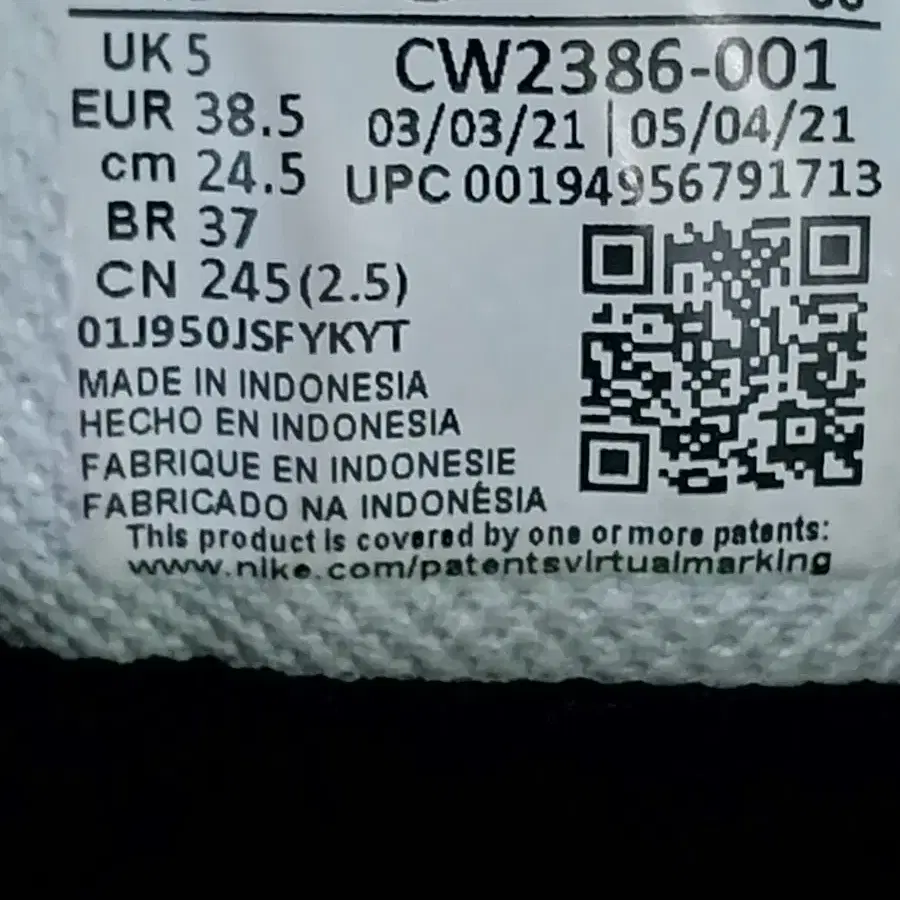 UK 5
EUR 38.5
cm 24.5
BR 37
CN 245(2.5)
CW2386-001
03/03/21 | 05/04/21
UPC 00194956791713
01J950JSFYKYT
MADE IN INDONESIA
HECHO EN INDONESIA
FABRIQUE EN INDONESIE
FABRICADO NA INDONÉSIA
This product is covered by one or more patents:
www.nike.com/patentsvirtualmarking